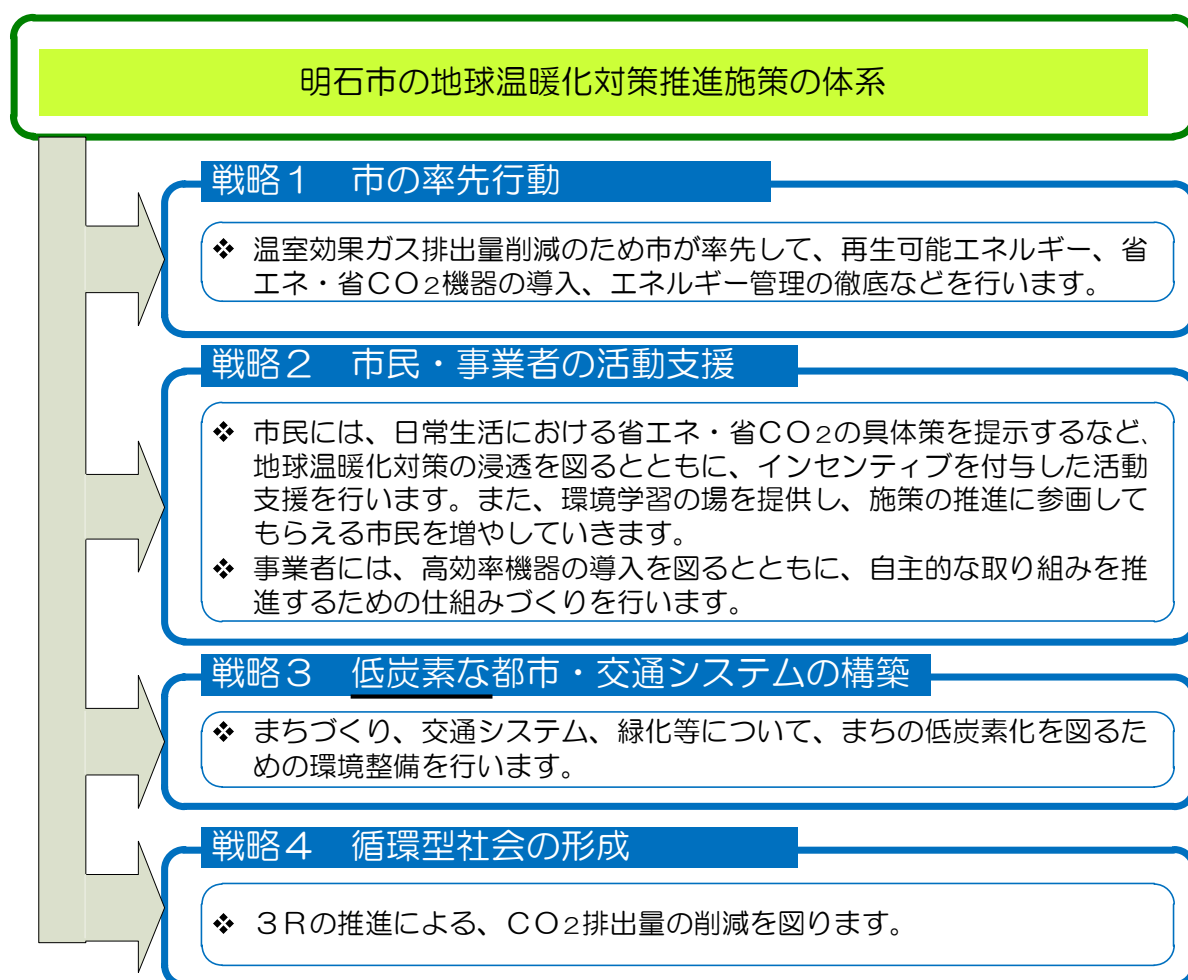 明石市の地球温暖化対策推進施策の体系
戦略1 市の率先行動
❖ 温室効果ガス排出量削減のため市が率先して、再生可能エネルギー、省
エネ・省CO2機器の導入、エネルギー管理の徹底などを行います。
戦略2 市民・事業者の活動支援
❖ 市民には、日常生活における省エネ・省CO2の具体策を提示するなど、
地球温暖化対策の浸透を図るとともに、インセンティブを付与した活動
支援を行います。また、環境学習の場を提供し、施策の推進に参画して
もらえる市民を増やしていきます。
❖ 事業者には、高効率機器の導入を図るとともに、自主的な取り組みを推
進するための仕組みづくりを行います。
戦略3 低炭素な都市・交通システムの構築
❖ まちづくり、交通システム、緑化等について、まちの低炭素化を図るた
めの環境整備を行います。
戦略4 循環型社会の形成
❖ 3Rの推進による、CO2排出量の削減を図ります。